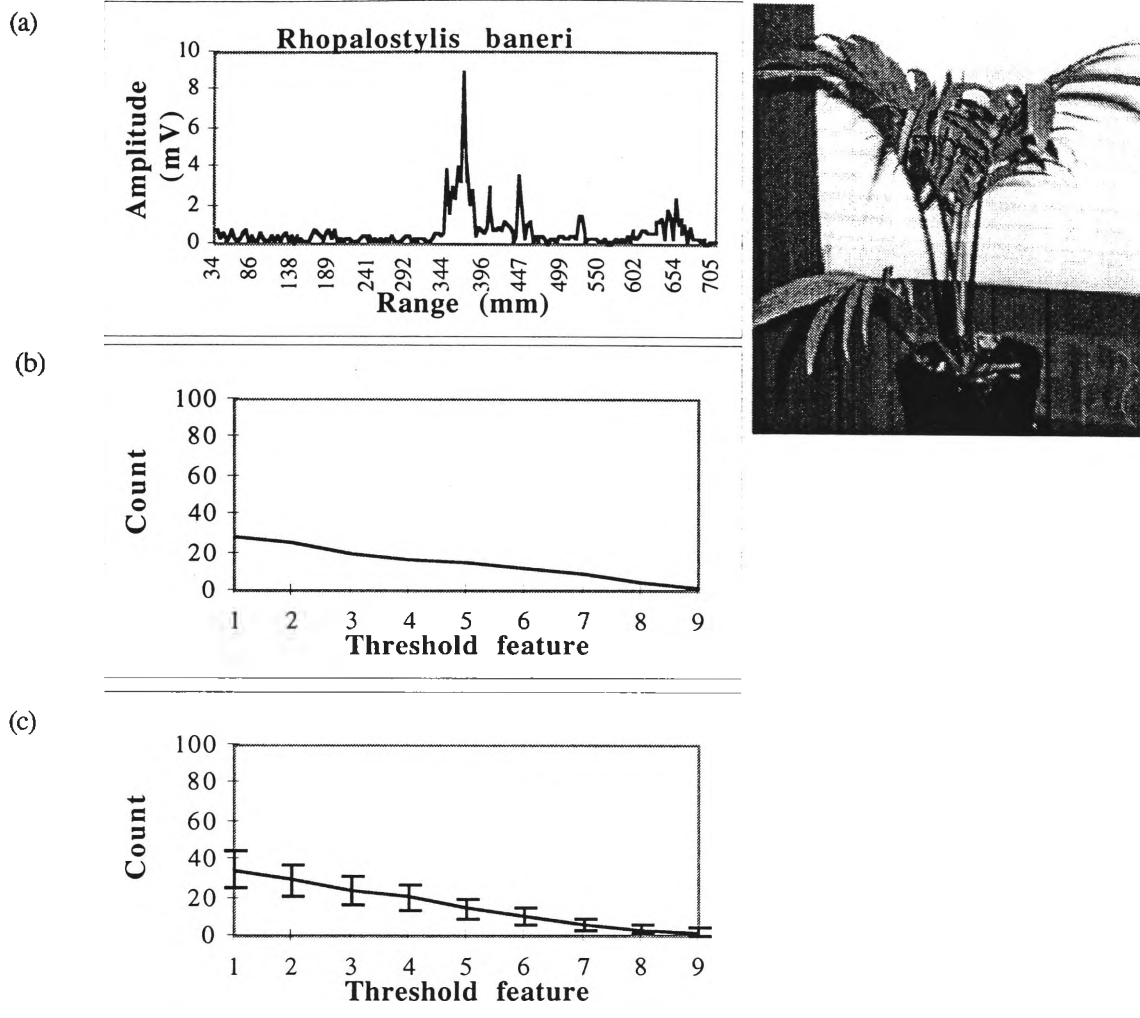 (a)
Rhopalostylis baneri
Amplitude
(mV)
10
8
6
4
2
0
34 86 138 189 241 292 344 396 447 499 550 602 654 705
Range (mm)
(b)
Count
100
80
60
40
20
0
1 2 3 4 5 6 7 8 9
Threshold feature
(c)
Count
100
80
60
40
20
0
1 2 3 4 5 6 7 8 9
Threshold feature